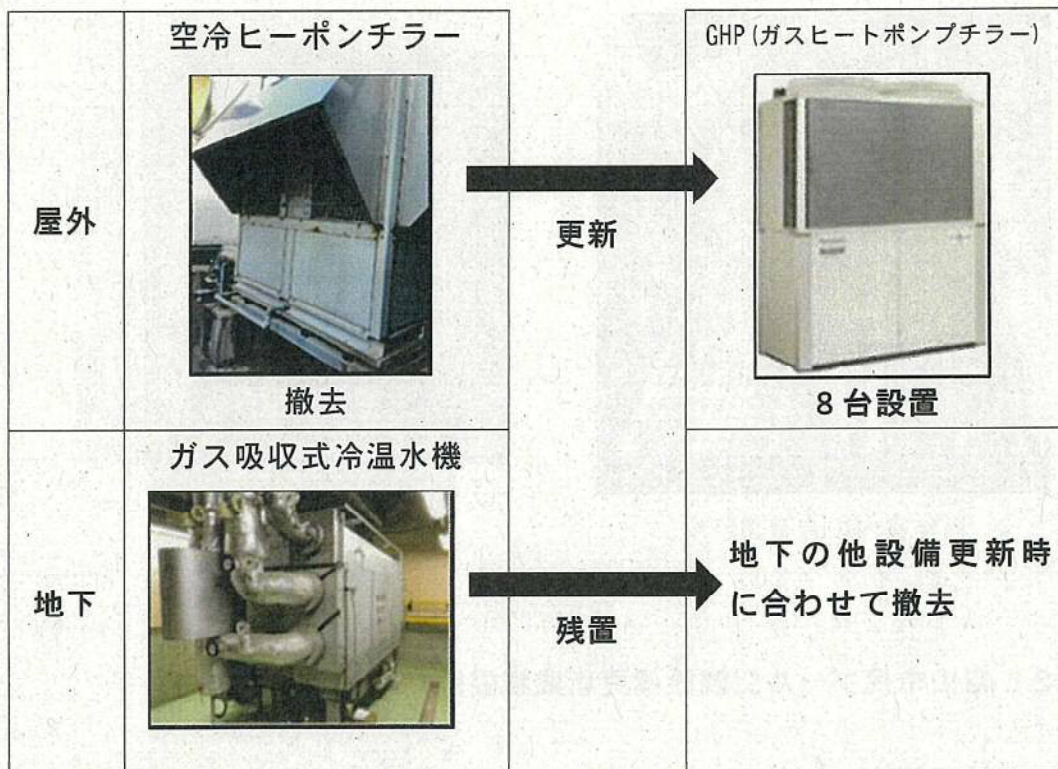 空冷ヒーポンチラー
GHP(ガスヒートポンプチラー)
屋外
更新
撤去
8台設置
ガス吸収式冷温水機
地下
残置
地下の他設備更新時
に合わせて撤去